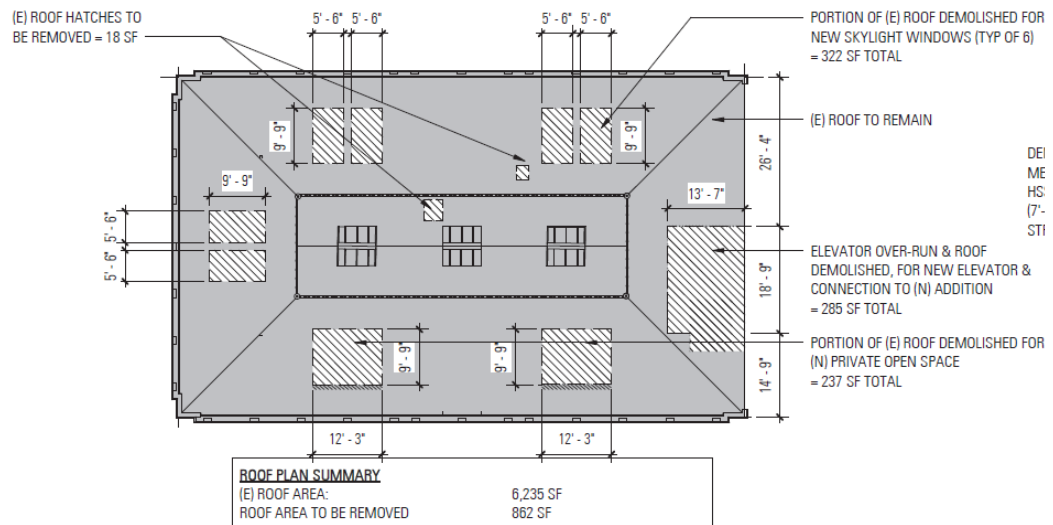 (E) ROOF HATCHES TO
BE REMOVED = 18 SF
5' - 6" 5' - 6"
5' - 6" 5' - 6"
PORTION OF (E) ROOF DEMOLISHED FOR
NEW SKYLIGHT WINDOWS (TYP OF 6)
= 322 SF TOTAL
(E) ROOF TO REMAIN
9' - 9"
9' - 9"
26' - 4"
9' - 9"
13' - 7"
5' - 6"
5' - 6"
18' - 9"
ELEVATOR OVER-RUN & ROOF
DEMOLISHED, FOR NEW ELEVATOR &
CONNECTION TO (N) ADDITION
= 285 SF TOTAL
9' - 9"
9' - 9"
14' - 9"
PORTION OF (E) ROOF DEMOLISHED FOR
(N) PRIVATE OPEN SPACE
= 237 SF TOTAL
12' - 3"
12' - 3"
ROOF PLAN SUMMARY
(E) ROOF AREA: 6,235 SF
ROOF AREA TO BE REMOVED 862 SF